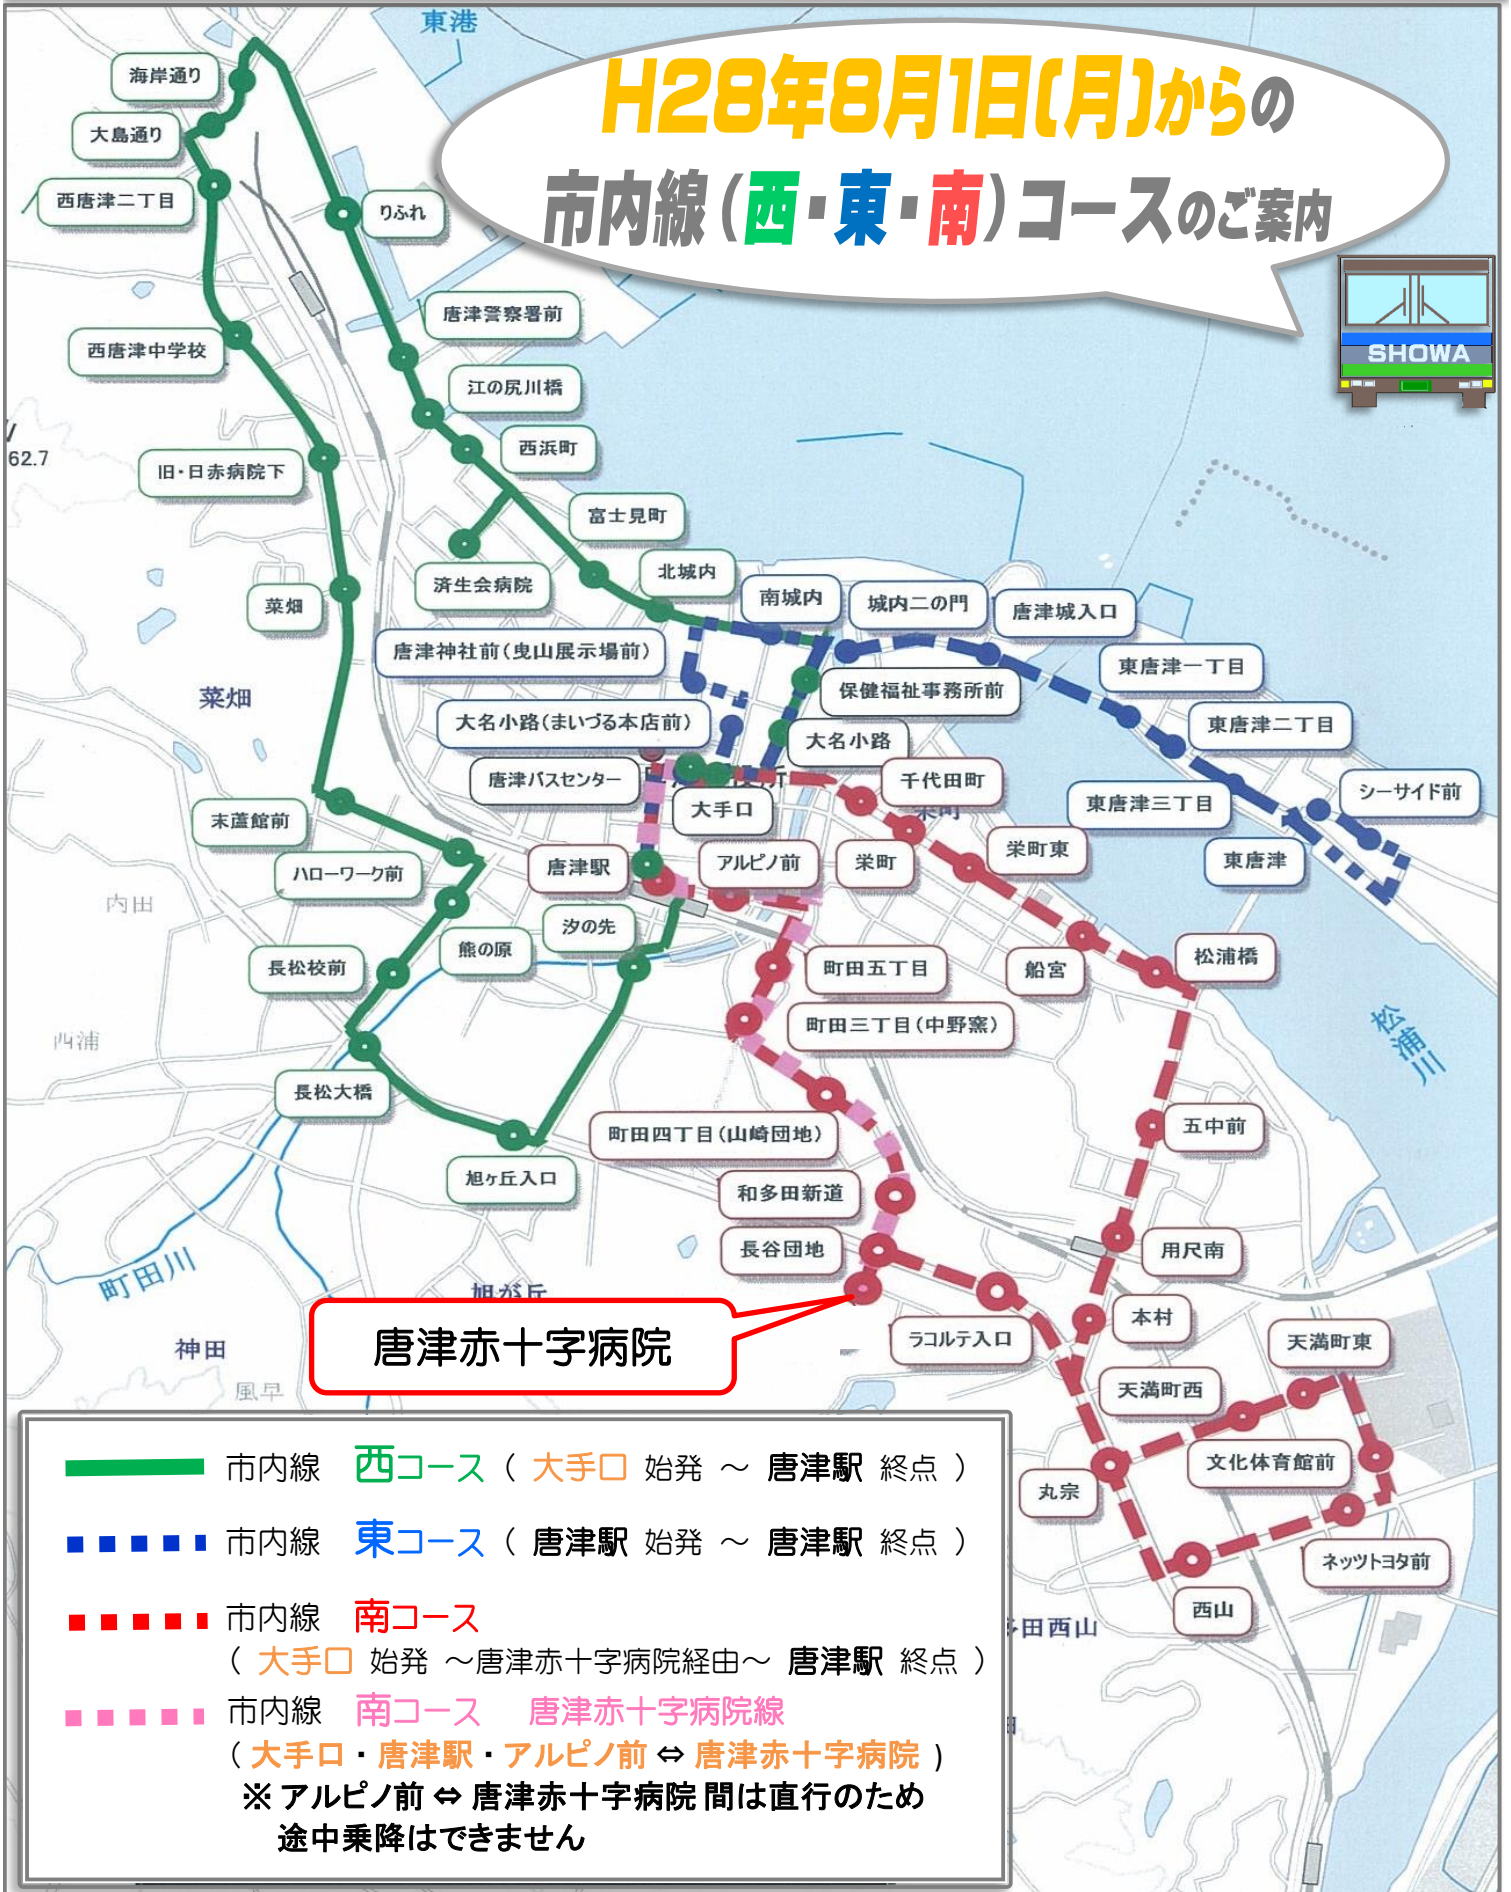 東港
H28年8月1日(月)からの
市内線(西・東・南)コースのご案内
SHOWA
海岸通り
大島通り
西唐津二丁目
りふれ
唐津警察署前
西唐津中学校
江の尻川橋
62.7
西浜町
旧・日赤病院下
富士見町
北城内
済生会病院
菜畑
南城内
城内二の門
唐津城入口
唐津神社前(曳山展示場前)
東唐津一丁目
保健福祉事務所前
菜畑
大名小路(まいづる本店前)
東唐津二丁目
大名小路
唐津バスセンター
千代田町
シーサイド前
東唐津三丁目
大手口
末蘆館前
栄町東
アルピノ前
栄町
唐津駅
東唐津
ハローワーク前
内田
汐の先
熊の原
松浦橋
長松校前
町田五丁目
船宮
町田三丁目(中野窯)
松浦川
西浦
長松大橋
五中前
町田四丁目(山崎団地)
旭ヶ丘入口
和多田新道
長谷団地
用尺南
町田川
旭が丘
唐津赤十字病院
本村
神田
ラコルテ入口
天満町東
風早
天満町西
文化体育館前
丸宗
ネッツトヨタ前
西山
多田西山
市内線 西コース ( 大手口 始発 ～ 唐津駅 終点 )
市内線 東コース ( 唐津駅 始発 ～ 唐津駅 終点 )
市内線 南コース
( 大手口 始発 ～唐津赤十字病院経由～ 唐津駅 終点 )
市内線 南コース 唐津赤十字病院線
( 大手口・唐津駅・アルピノ前⇔唐津赤十字病院 )
※アルピノ前⇔唐津赤十字病院 間は直行のため
途中乗降はできません